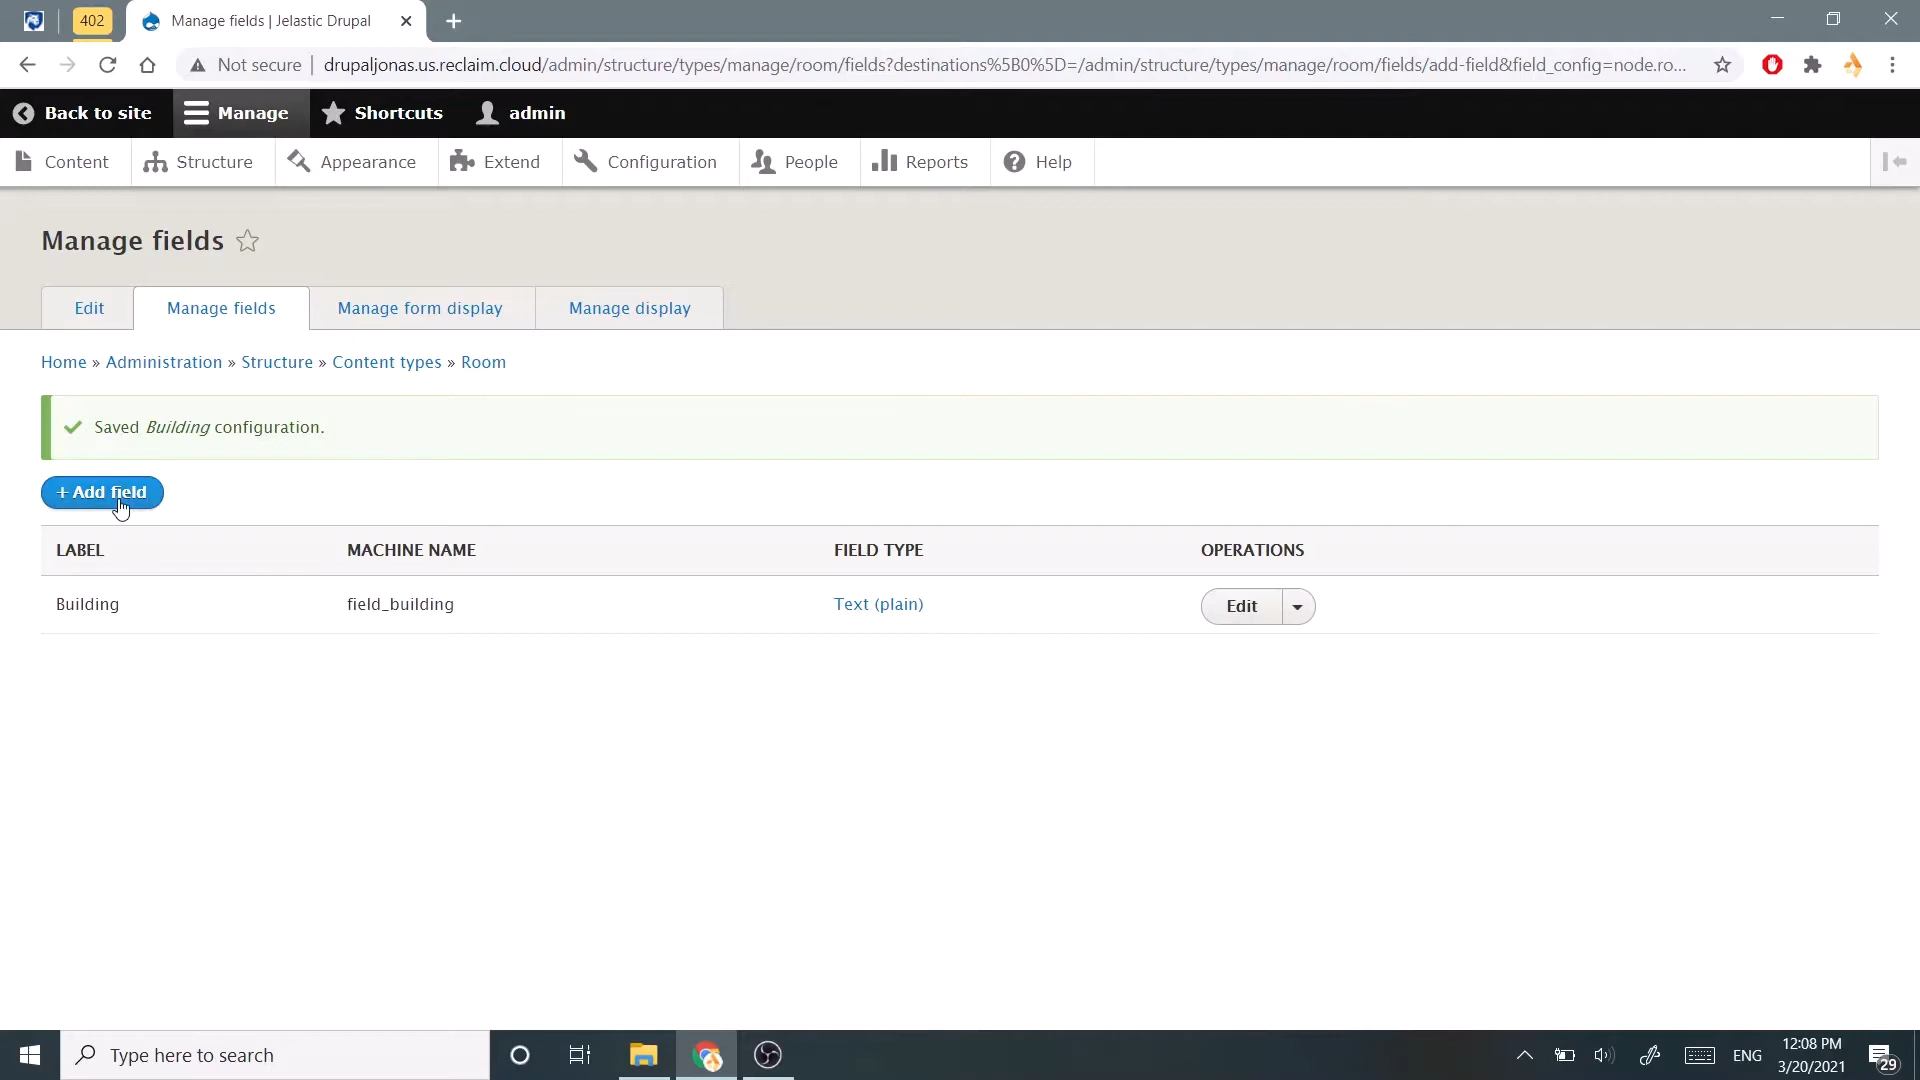 402
Manage fields | Jelastic Drupal
Not secure | drupaljonas.us.reclaim.cloud/admin/structure/types/manage/room/fields?destinations%5B0%5D=/admin/structure/types/manage/room/fields/add-field&field_config=node.ro...
Back to site Manage Shortcuts admin
Content Structure Appearance Extend Configuration People Reports Help
Manage fields
Edit Manage fields Manage form display Manage display
Home » Administration » Structure » Content types » Room
Saved Building configuration.
+ Add field
LABEL MACHINE NAME FIELD TYPE OPERATIONS
Building field_building Text (plain) Edit
Type here to search
ENG
12:08 PM
3/20/2021
29